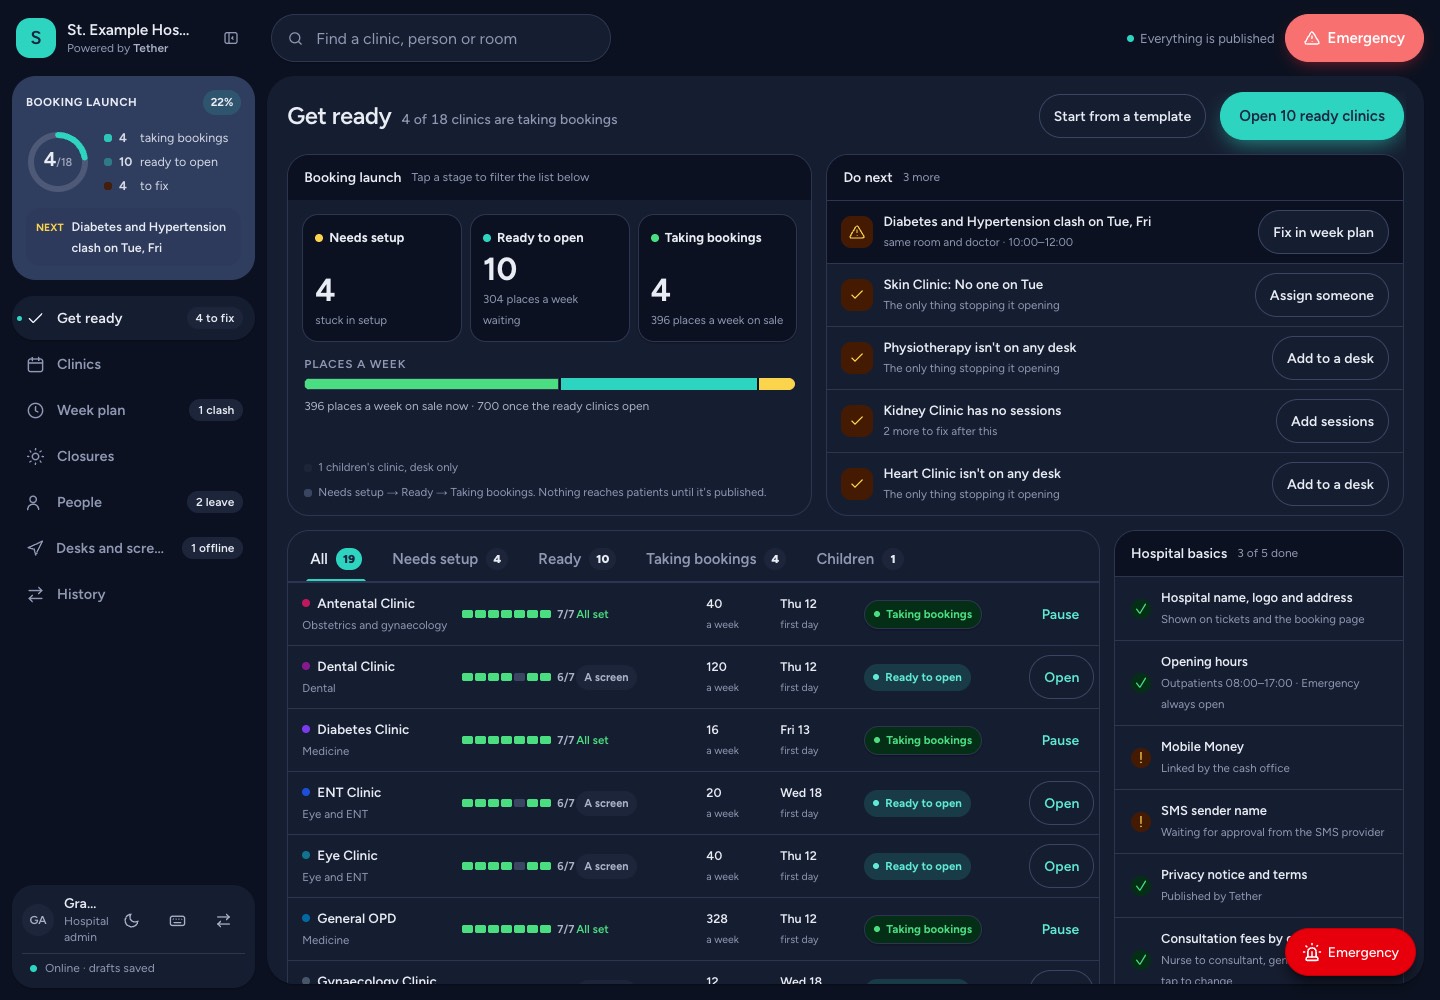 S
St. Example Hos...
Powered by Tether
Find a clinic, person or room
Everything is published
Emergency
BOOKING LAUNCH
22%
4/18
4 taking bookings
10 ready to open
4 to fix
NEXT Diabetes and Hypertension
clash on Tue, Fri
Get ready
4 to fix
Clinics
Week plan
1 clash
Closures
People
2 leave
Desks and scre...
1 offline
History
GA
Gra...
Hospital
admin
Online · drafts saved
Get ready
4 of 18 clinics are taking bookings
Start from a template
Open 10 ready clinics
Booking launch
Tap a stage to filter the list below
Needs setup
4
stuck in setup
Ready to open
10
304 places a week
waiting
Taking bookings
4
396 places a week on sale
PLACES A WEEK
396 places a week on sale now · 700 once the ready clinics open
1 children's clinic, desk only
Needs setup → Ready → Taking bookings. Nothing reaches patients until it's published.
Do next
3 more
Diabetes and Hypertension clash on Tue, Fri
same room and doctor · 10:00–12:00
Fix in week plan
Skin Clinic: No one on Tue
The only thing stopping it opening
Assign someone
Physiotherapy isn't on any desk
The only thing stopping it opening
Add to a desk
Kidney Clinic has no sessions
2 more to fix after this
Add sessions
Heart Clinic isn't on any desk
The only thing stopping it opening
Add to a desk
All 19
Needs setup 4
Ready 10
Taking bookings 4
Children 1
Antenatal Clinic
Obstetrics and gynaecology
7/7 All set
40
a week
Thu 12
first day
Taking bookings
Pause
Dental Clinic
Dental
6/7 A screen
120
a week
Thu 12
first day
Ready to open
Open
Diabetes Clinic
Medicine
7/7 All set
16
a week
Fri 13
first day
Taking bookings
Pause
ENT Clinic
Eye and ENT
6/7 A screen
20
a week
Wed 18
first day
Ready to open
Open
Eye Clinic
Eye and ENT
6/7 A screen
40
a week
Thu 12
first day
Ready to open
Open
General OPD
Medicine
7/7 All set
328
a week
Thu 12
first day
Taking bookings
Pause
Gynaecology Clinic
6/7 A screen
12
Wed 18
Ready to open
Open
Hospital basics
3 of 5 done
Hospital name, logo and address
Shown on tickets and the booking page
Opening hours
Outpatients 08:00–17:00 · Emergency
always open
Mobile Money
Linked by the cash office
SMS sender name
Waiting for approval from the SMS provider
Privacy notice and terms
Published by Tether
Consultation fees by
Nurse to consultant,
tap to change
Emergency